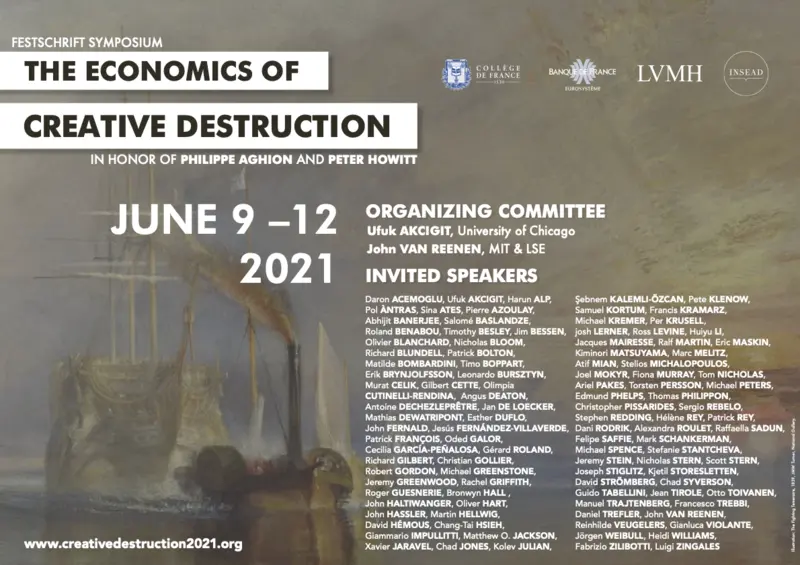 FESTSCHRIFT SYMPOSIUM
THE ECONOMICS OF
CREATIVE DESTRUCTION
IN HONOR OF PHILIPPE AGHION AND PETER HOWITT
COLLÈGE
DE FRANCE
1530
BANQUE DE FRANCE
EUROSYSTÈME
LVMH
INSEAD
JUNE 9 –12
2021
ORGANIZING COMMITTEE
Ufuk AKCIGIT, University of Chicago
John VAN REENEN, MIT & LSE
INVITED SPEAKERS
Daron ACEMOGLU, Ufuk AKCIGIT, Harun ALP,
Pol ÀNTRAS, Sina ATES, Pierre AZOULAY,
Abhijit BANERJEE, Salomé BASLANDZE,
Roland BENABOU, Timothy BESLEY, Jim BESSEN,
Olivier BLANCHARD, Nicholas BLOOM,
Richard BLUNDELL, Patrick BOLTON,
Matilde BOMBARDINI, Timo BOPPART,
Erik BRYNJOLFSSON, Leonardo BURSZTYN,
Murat CELIK, Gilbert CETTE, Olimpia
CUTINELLI-RENDINA, Angus DEATON,
Antoine DECHEZLEPRÊTRE, Jan DE LOECKER,
Mathias DEWATRIPONT, Esther DUFLO,
John FERNALD, Jesús FERNÁNDEZ-VILLAVERDE,
Patrick FRANÇOIS, Oded GALOR,
Cecilia GARCÍA-PEÑALOSA, Gérard ROLAND,
Richard GILBERT, Christian GOLLIER,
Robert GORDON, Michael GREENSTONE,
Jeremy GREENWOOD, Rachel GRIFFITH,
Roger GUESNERIE, Bronwyn HALL ,
John HALTIWANGER, Oliver HART,
John HASSLER, Martin HELLWIG,
David HÉMOUS, Chang-Tai HSIEH,
Giammario IMPULLITTI, Matthew O. JACKSON,
Xavier JARAVEL, Chad JONES, Kolev JULIAN,
Şebnem KALEMLI-ÖZCAN, Pete KLENOW,
Samuel KORTUM, Francis KRAMARZ,
Michael KREMER, Per KRUSELL,
josh LERNER, Ross LEVINE, Huiyu LI,
Jacques MAIRESSE, Ralf MARTIN, Eric MASKIN,
Kiminori MATSUYAMA, Marc MELITZ,
Atif MIAN, Stelios MICHALOPOULOS,
Joel MOKYR, Fiona MURRAY, Tom NICHOLAS,
Ariel PAKES, Torsten PERSSON, Michael PETERS,
Edmund PHELPS, Thomas PHILIPPON,
Christopher PISSARIDES, Sergio REBELO,
Stephen REDDING, Hélène REY, Patrick REY,
Dani RODRIK, Alexandra ROULET, Raffaella SADUN,
Felipe SAFFIE, Mark SCHANKERMAN,
Michael SPENCE, Stefanie STANTCHEVA,
Jeremy STEIN, Nicholas STERN, Scott STERN,
Joseph STIGLITZ, Kjetil STORESLETTEN,
David STRÖMBERG, Chad SYVERSON,
Guido TABELLINI, Jean TIROLE, Otto TOIVANEN,
Manuel TRAJTENBERG, Francesco TREBBI,
Daniel TREFLER, John VAN REENEN,
Reinhilde VEUGELERS, Gianluca VIOLANTE,
Jörgen WEIBULL, Heidi WILLIAMS,
Fabrizio ZILIBOTTI, Luigi ZINGALES
www.creativedestruction2021.org
Illustration: The Fighting Temeraire, 1839, JMW Turner, National Gallery